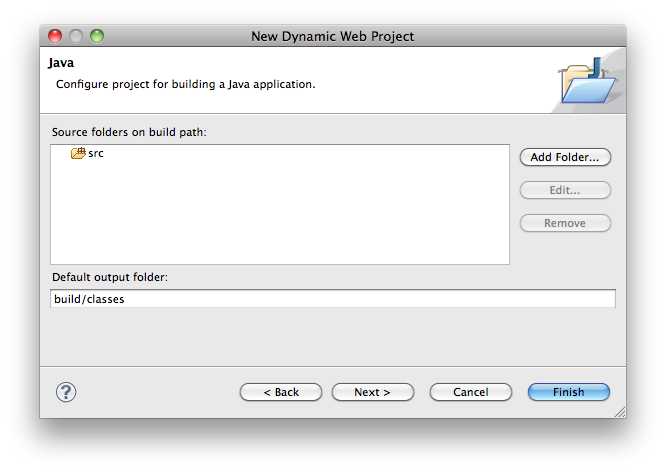 New Dynamic Web Project
Java
Configure project for building a Java application.
Source folders on build path:
src
Add Folder...
Edit...
Remove
Default output folder:
build/classes
?
< Back
Next >
Cancel
Finish